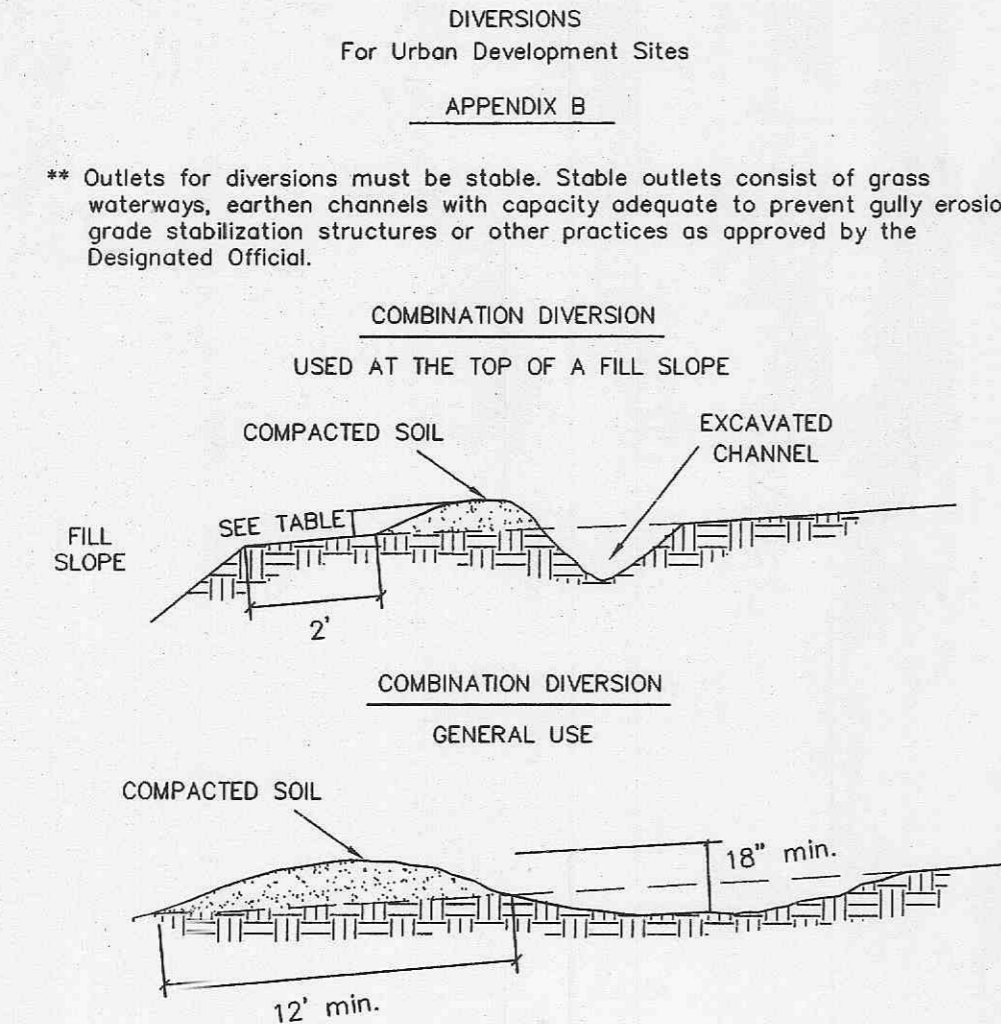 DIVERSIONS
For Urban Development Sites
APPENDIX B
** Outlets for diversions must be stable. Stable outlets consist of grass
waterways, earthen channels with capacity adequate to prevent gully erosio
grade stabilization structures or other practices as approved by the
Designated Official.
COMBINATION DIVERSION
USED AT THE TOP OF A FILL SLOPE
COMPACTED SOIL
EXCAVATED
CHANNEL
SEE TABLE
FILL
SLOPE
2'
COMBINATION DIVERSION
GENERAL USE
COMPACTED SOIL
18" min.
12' min.